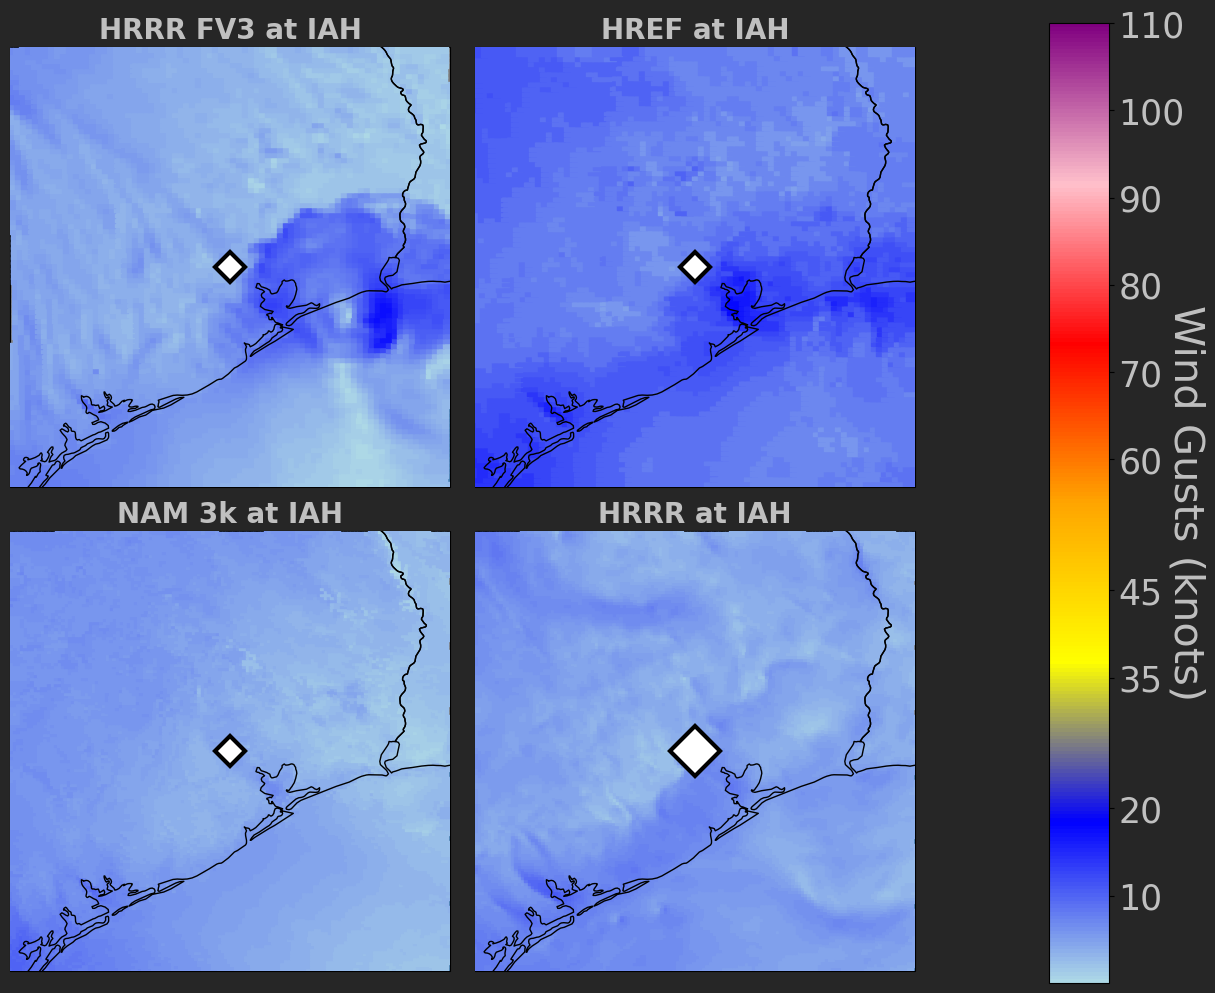 HRRR FV3 at IAH
HREF at IAH
NAM 3k at IAH
HRRR at IAH
110
100
90
80
70
60
45
35
20
10
Wind Gusts (knots)